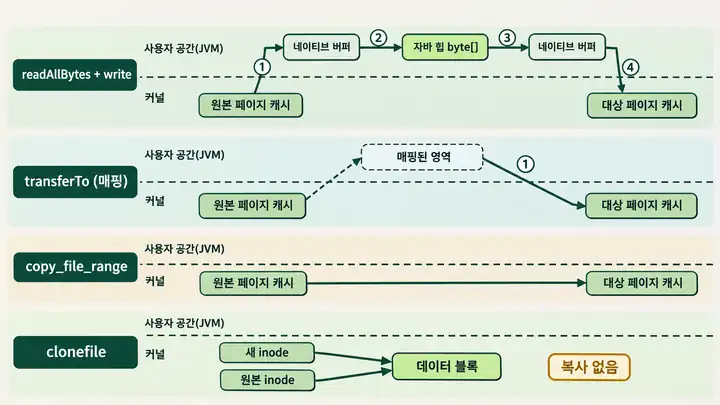 readAllBytes + write
사용자 공간(JVM)
커널
네이티브 버퍼
자바 힙 byte[]
네이티브 버퍼
①
②
③
④
원본 페이지 캐시
대상 페이지 캐시
transferTo (매핑)
사용자 공간(JVM)
커널
매핑된 영역
①
원본 페이지 캐시
대상 페이지 캐시
copy_file_range
사용자 공간(JVM)
커널
원본 페이지 캐시
대상 페이지 캐시
clonefile
사용자 공간(JVM)
커널
새 inode
원본 inode
데이터 블록
복사 없음